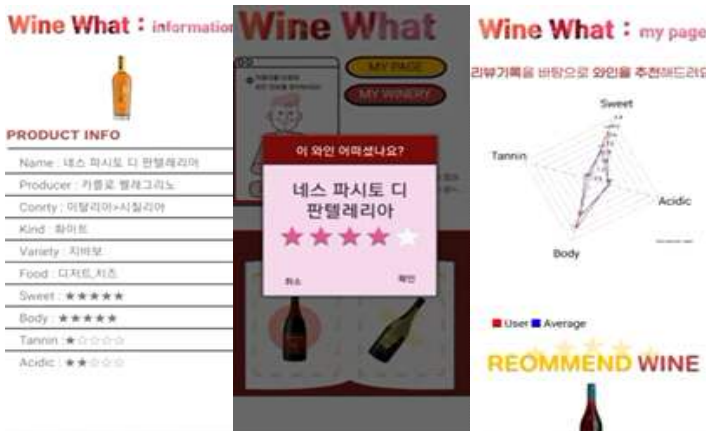 Wine What : information
PRODUCT INFO
Name : 네스 파시토 디 판텔레리아
Producer : 카를로 펠레그리노
Conrty : 이탈리아>시칠리아
Kind : 화이트
Variety : 지비보
Food : 디저트,치즈
Sweet : ★★★★★
Body : ★★★★★
Tannin : ★☆☆☆☆
Acidic : ★★☆☆☆
Wine What
MY PAGE
MY WINERY
이 와인 어떠셨나요?
네스 파시토 디
판텔레리아
★★★★★
취소
확인
Wine What : my page
리뷰기록을 바탕으로 와인을 추천해드려요
Sweet
Tannin
Acidic
Body
User
Average
REOMMEND WINE